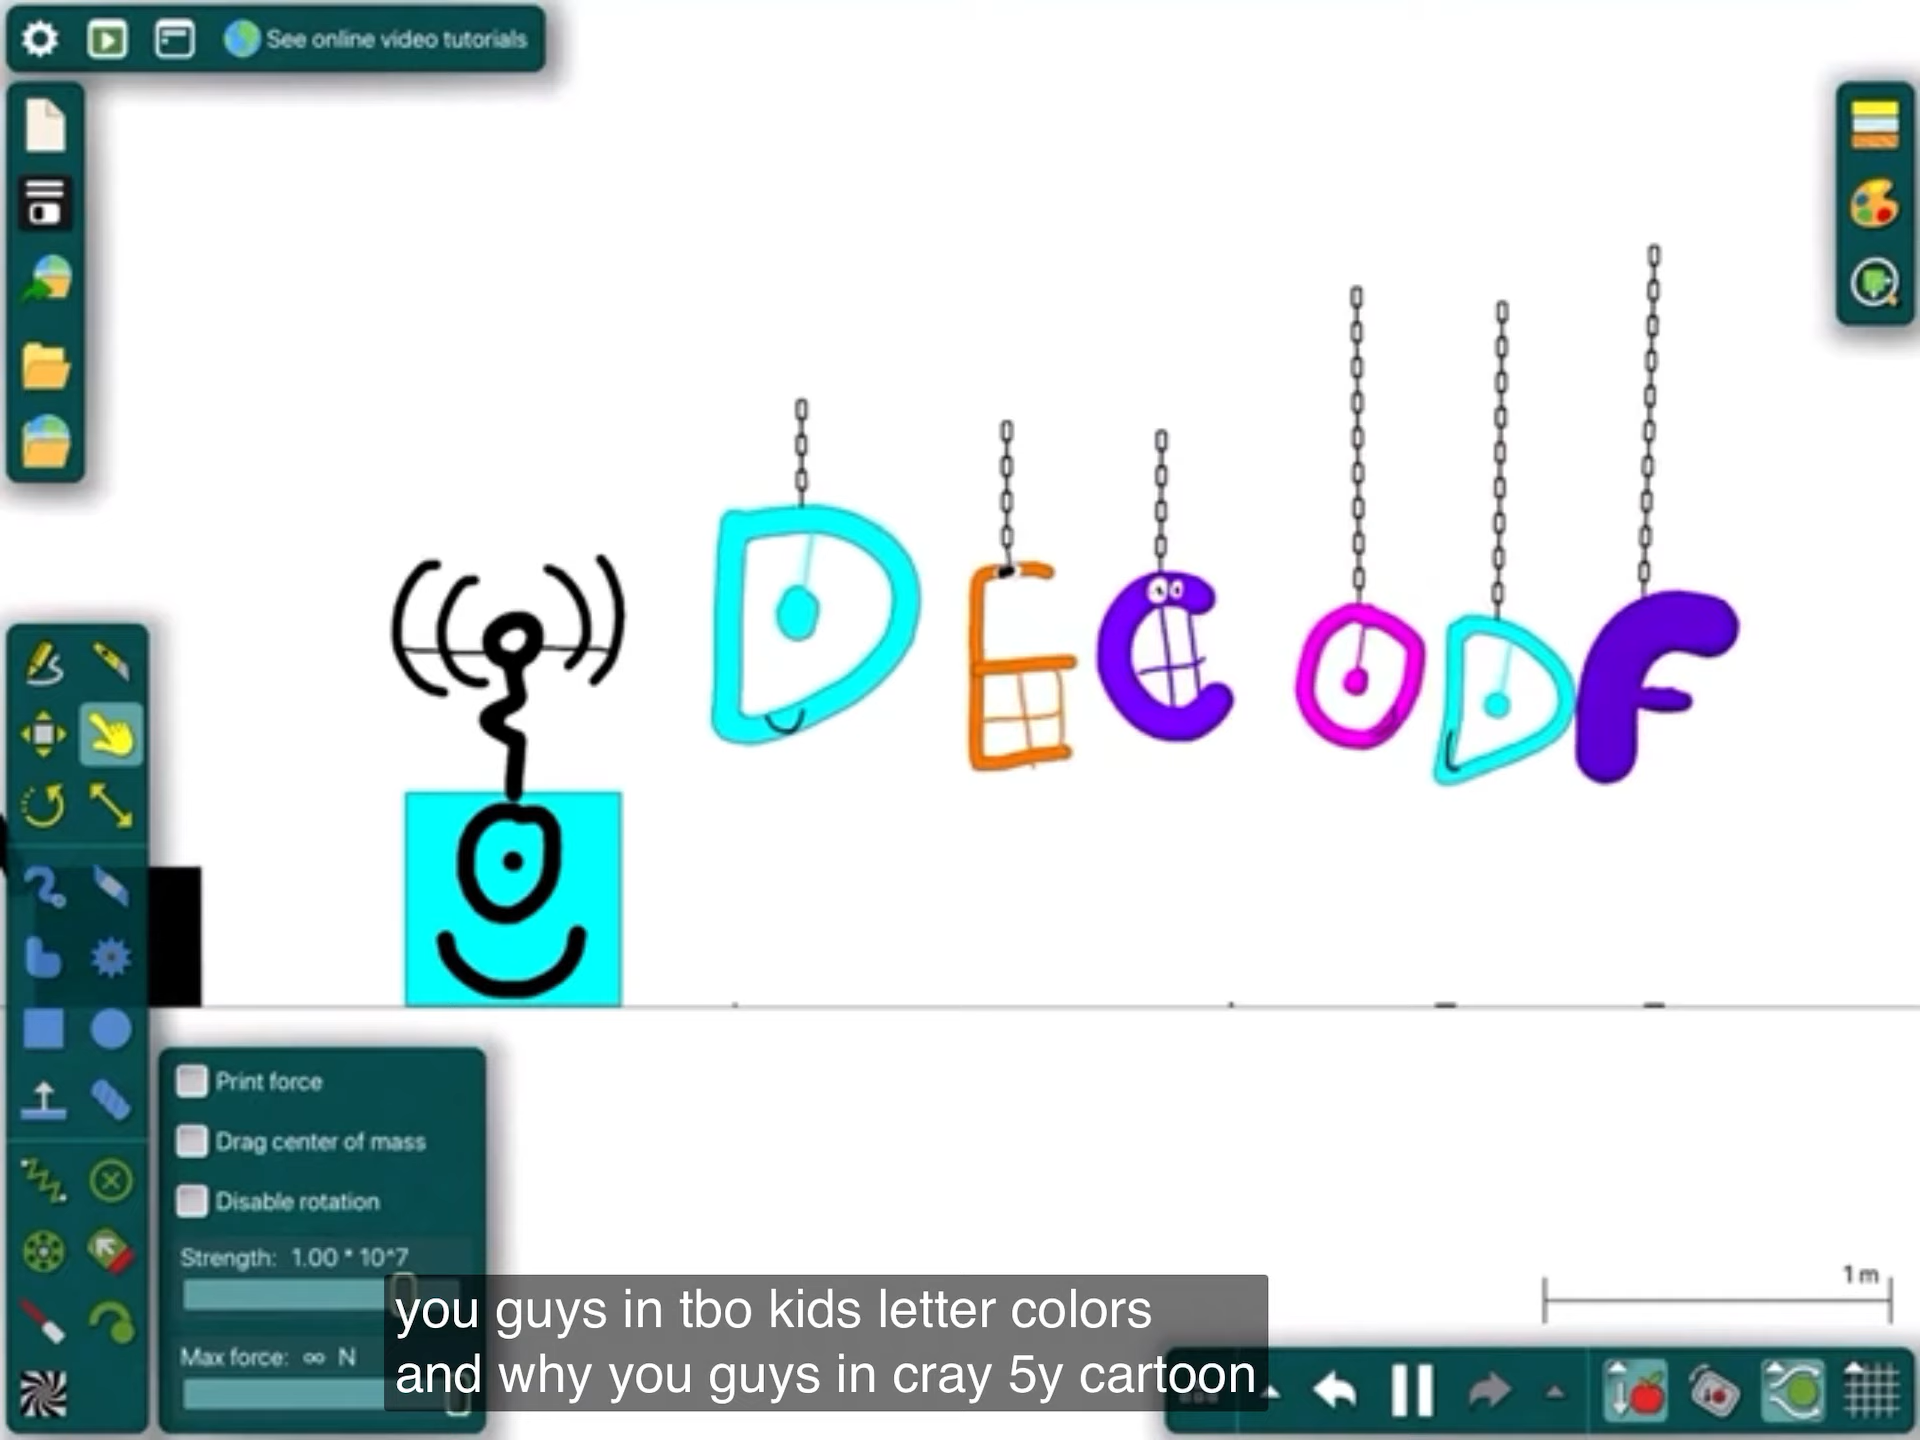 See online video tutorials
D E C O D F
Print force
Drag center of mass
Disable rotation
Strength: 1.00 * 10^7
Max force: ∞ N
1 m
you guys in tbo kids letter colors
and why you guys in cray 5y cartoon